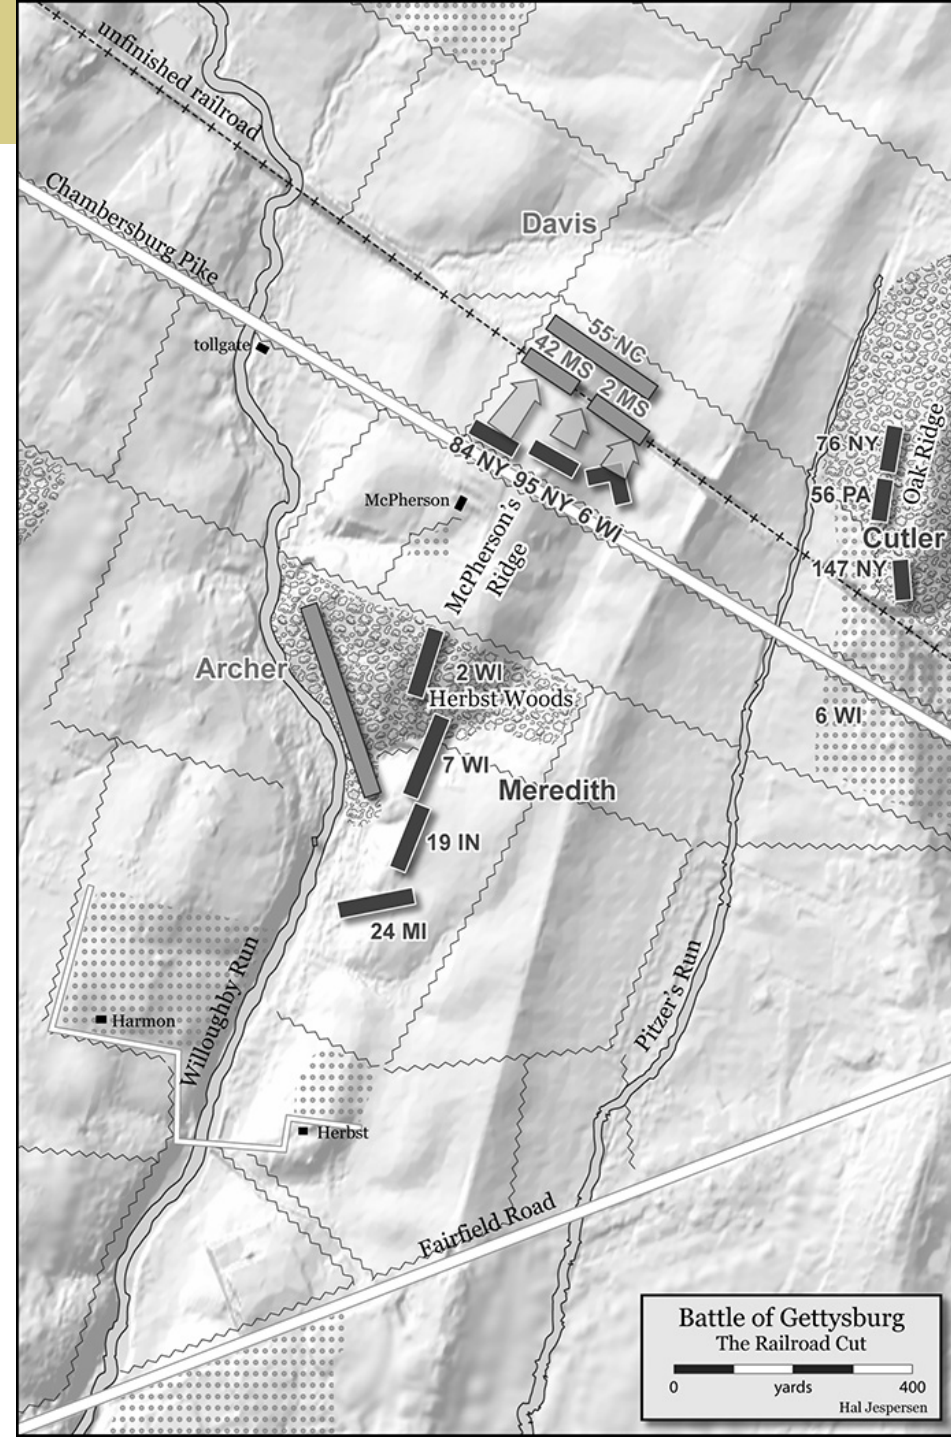 unfinished railroad
Chambersburg Pike
Davis
tollgate
55 NC
42 MS
2 MS
84 NY
95 NY
6 WI
McPherson
McPherson's
Ridge
76 NY
56 PA
Oak Ridge
Cutler
147 NY
Archer
2 WI
Herbst Woods
6 WI
7 WI
Meredith
19 IN
24 MI
Willoughby Run
Pitzer's Run
Harmon
Herbst
Fairfield Road
Battle of Gettysburg
The Railroad Cut
0 yards 400
Hal Jespersen